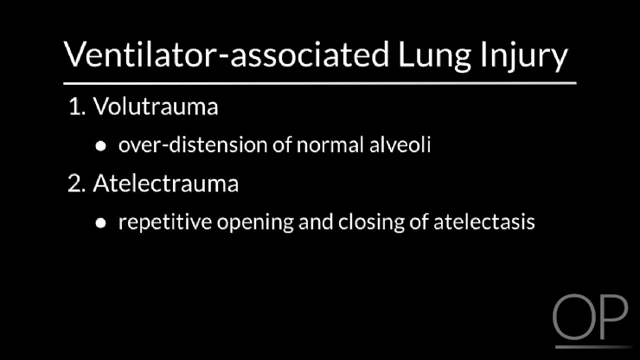 Ventilator-associated Lung Injury
1. Volutrauma
● over-distension of normal alveoli
2. Atelectrauma
● repetitive opening and closing of atelectasis
OP